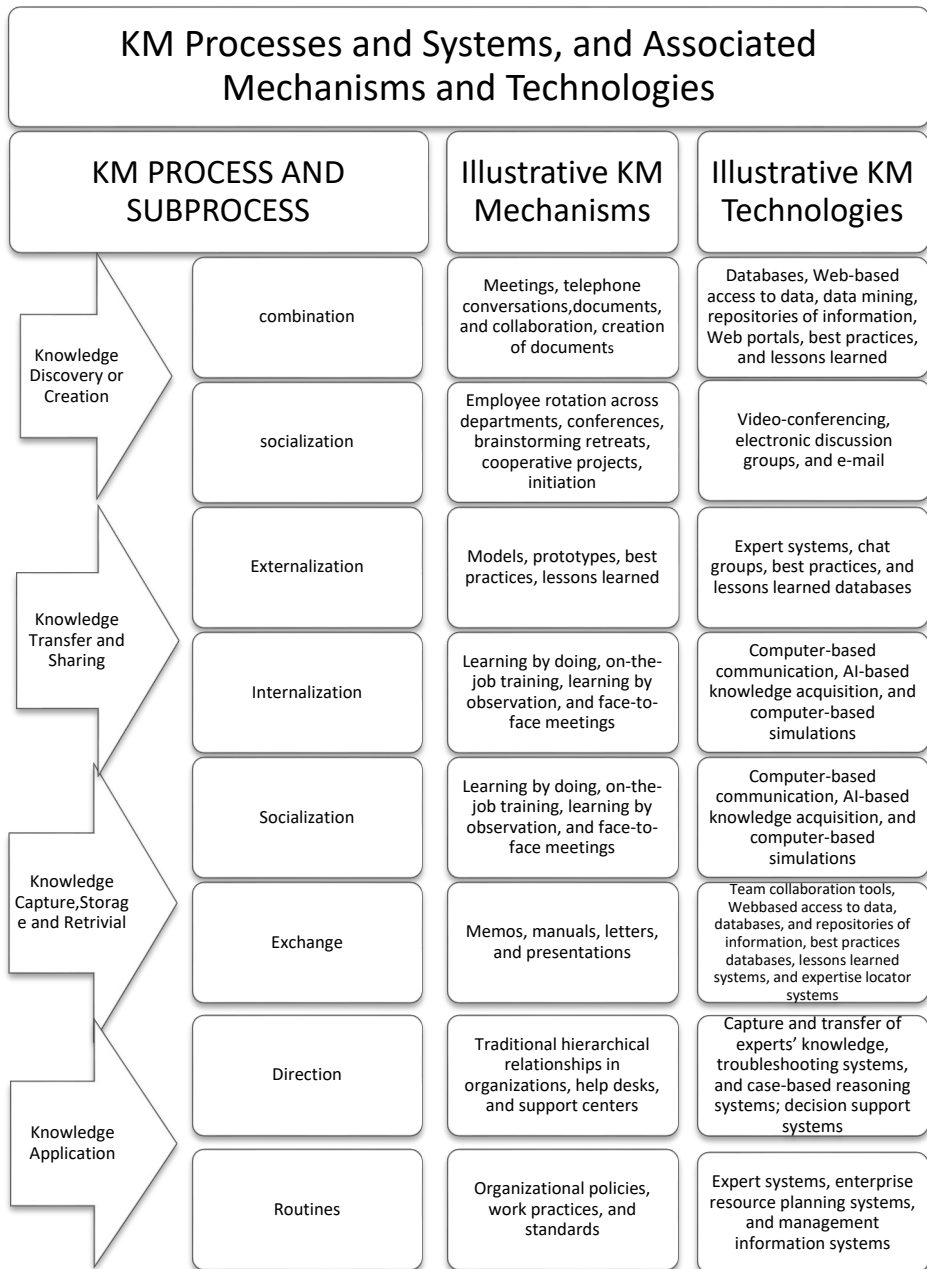 KM Processes and Systems, and Associated
Mechanisms and Technologies
KM PROCESS AND
SUBPROCESS
Illustrative KM
Mechanisms
Illustrative KM
Technologies
Knowledge
Discovery or
Creation
combination
Meetings, telephone
conversations,documents,
and collaboration, creation
of documents
Databases, Web-based
access to data, data mining,
repositories of information,
Web portals, best practices,
and lessons learned
socialization
Employee rotation across
departments, conferences,
brainstorming retreats,
cooperative projects,
initiation
Video-conferencing,
electronic discussion
groups, and e-mail
Knowledge
Transfer and
Sharing
Externalization
Models, prototypes, best
practices, lessons learned
Expert systems, chat
groups, best practices, and
lessons learned databases
Internalization
Learning by doing, on-the-
job training, learning by
observation, and face-to-
face meetings
Computer-based
communication, AI-based
knowledge acquisition, and
computer-based
simulations
Knowledge
Capture,Storag
e and Retrivial
Socialization
Learning by doing, on-the-
job training, learning by
observation, and face-to-
face meetings
Computer-based
communication, AI-based
knowledge acquisition, and
computer-based
simulations
Exchange
Memos, manuals, letters,
and presentations
Team collaboration tools,
Webbased access to data,
databases, and repositories of
information, best practices
databases, lessons learned
systems, and expertise locator
systems
Knowledge
Application
Direction
Traditional hierarchical
relationships in
organizations, help desks,
and support centers
Capture and transfer of
experts’ knowledge,
troubleshooting systems,
and case-based reasoning
systems; decision support
systems
Routines
Organizational policies,
work practices, and
standards
Expert systems, enterprise
resource planning systems,
and management
information systems